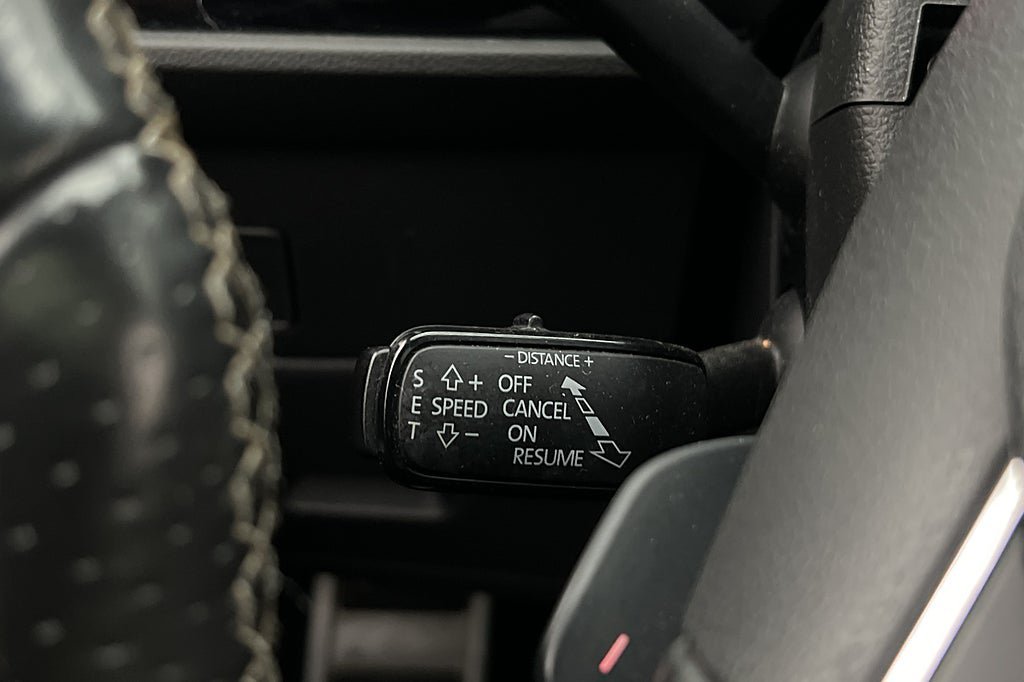 - DISTANCE +
S + OFF
E SPEED CANCEL
T - ON
RESUME